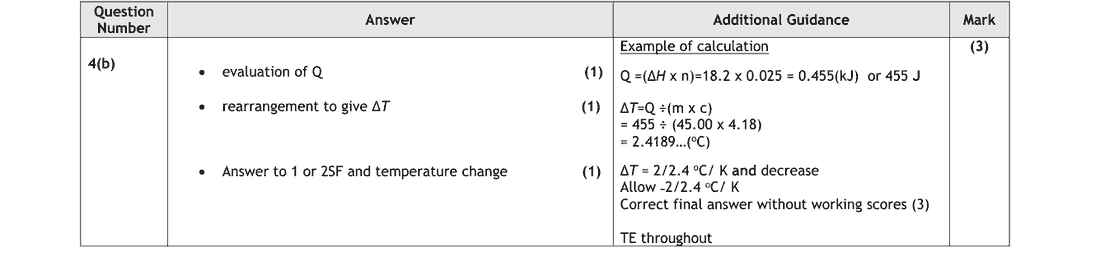 Question Number Answer Additional Guidance Mark
4(b) Example of calculation (3)
• evaluation of Q (1) Q =(ΔH x n)=18.2 x 0.025 = 0.455(kJ) or 455 J
• rearrangement to give ΔT (1) ΔT=Q ÷(m x c)
= 455 ÷ (45.00 x 4.18)
= 2.4189...(ºC)
• Answer to 1 or 2SF and temperature change (1) ΔT = 2/2.4 ºC/ K and decrease
Allow -2/2.4 ºC/ K
Correct final answer without working scores (3)
TE throughout